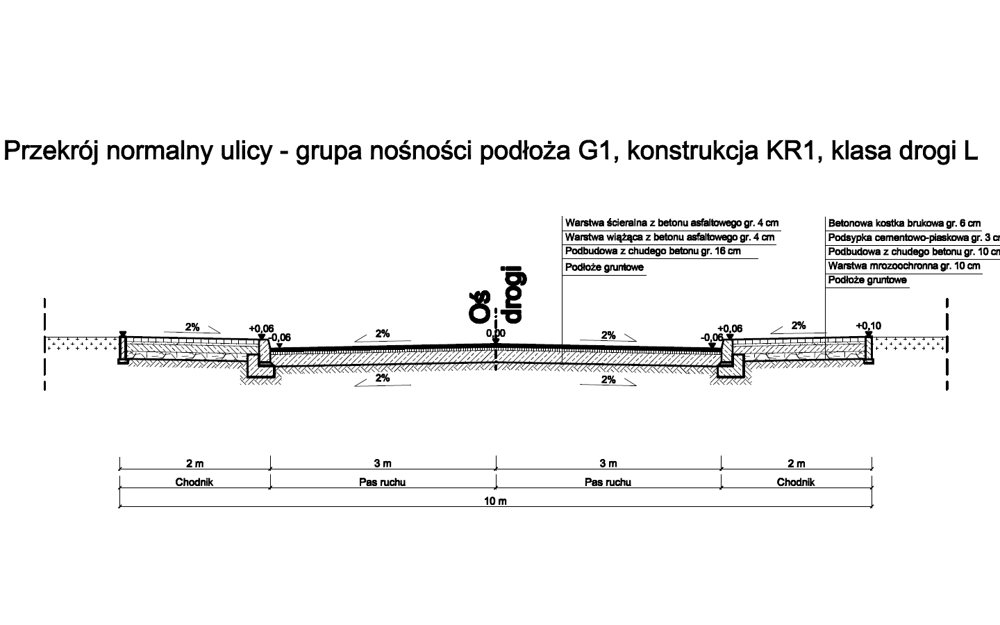 Przekrój normalny ulicy - grupa nośności podłoża G1, konstrukcja KR1, klasa drogi L
Warstwa ścieralna z betonu asfaltowego gr. 4 cm
Warstwa wiążąca z betonu asfaltowego gr. 4 cm
Podbudowa z chudego betonu gr. 16 cm
Podłoże gruntowe
Betonowa kostka brukowa gr. 6 cm
Podsypka cementowo-piaskowa gr. 3 cm
Podbudowa z chudego betonu gr. 10 cm
Warstwa mrozoochronna gr. 10 cm
Podłoże gruntowe
Oś
drogi
2%
+0,06
-0,06
2%
0,00
2%
-0,06
+0,06
2%
+0,10
2%
2%
2 m
3 m
3 m
2 m
Chodnik
Pas ruchu
Pas ruchu
Chodnik
10 m